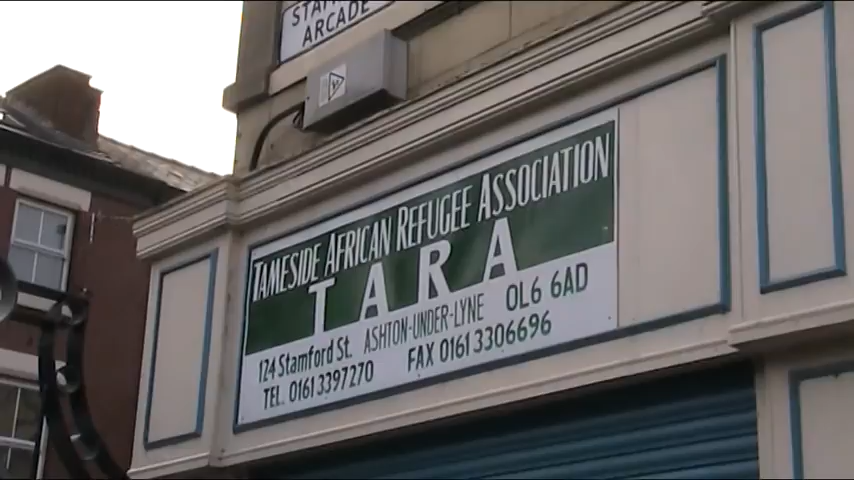 ARCADE
TAMESIDE AFRICAN REFUGEE ASSOCIATION
TARA
124 Stamford St. ASHTON-UNDER-LYNE OL6 6AD
TEL. 0161 3397270 FAX 0161 3306696